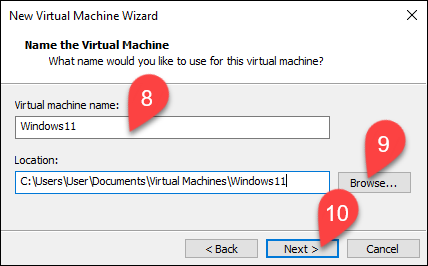 New Virtual Machine Wizard
Name the Virtual Machine
What name would you like to use for this virtual machine?
Virtual machine name:
8
Windows11
Location:
9
C:\Users\User\Documents\Virtual Machines\Windows11
Browse...
10
< Back
Next >
Cancel